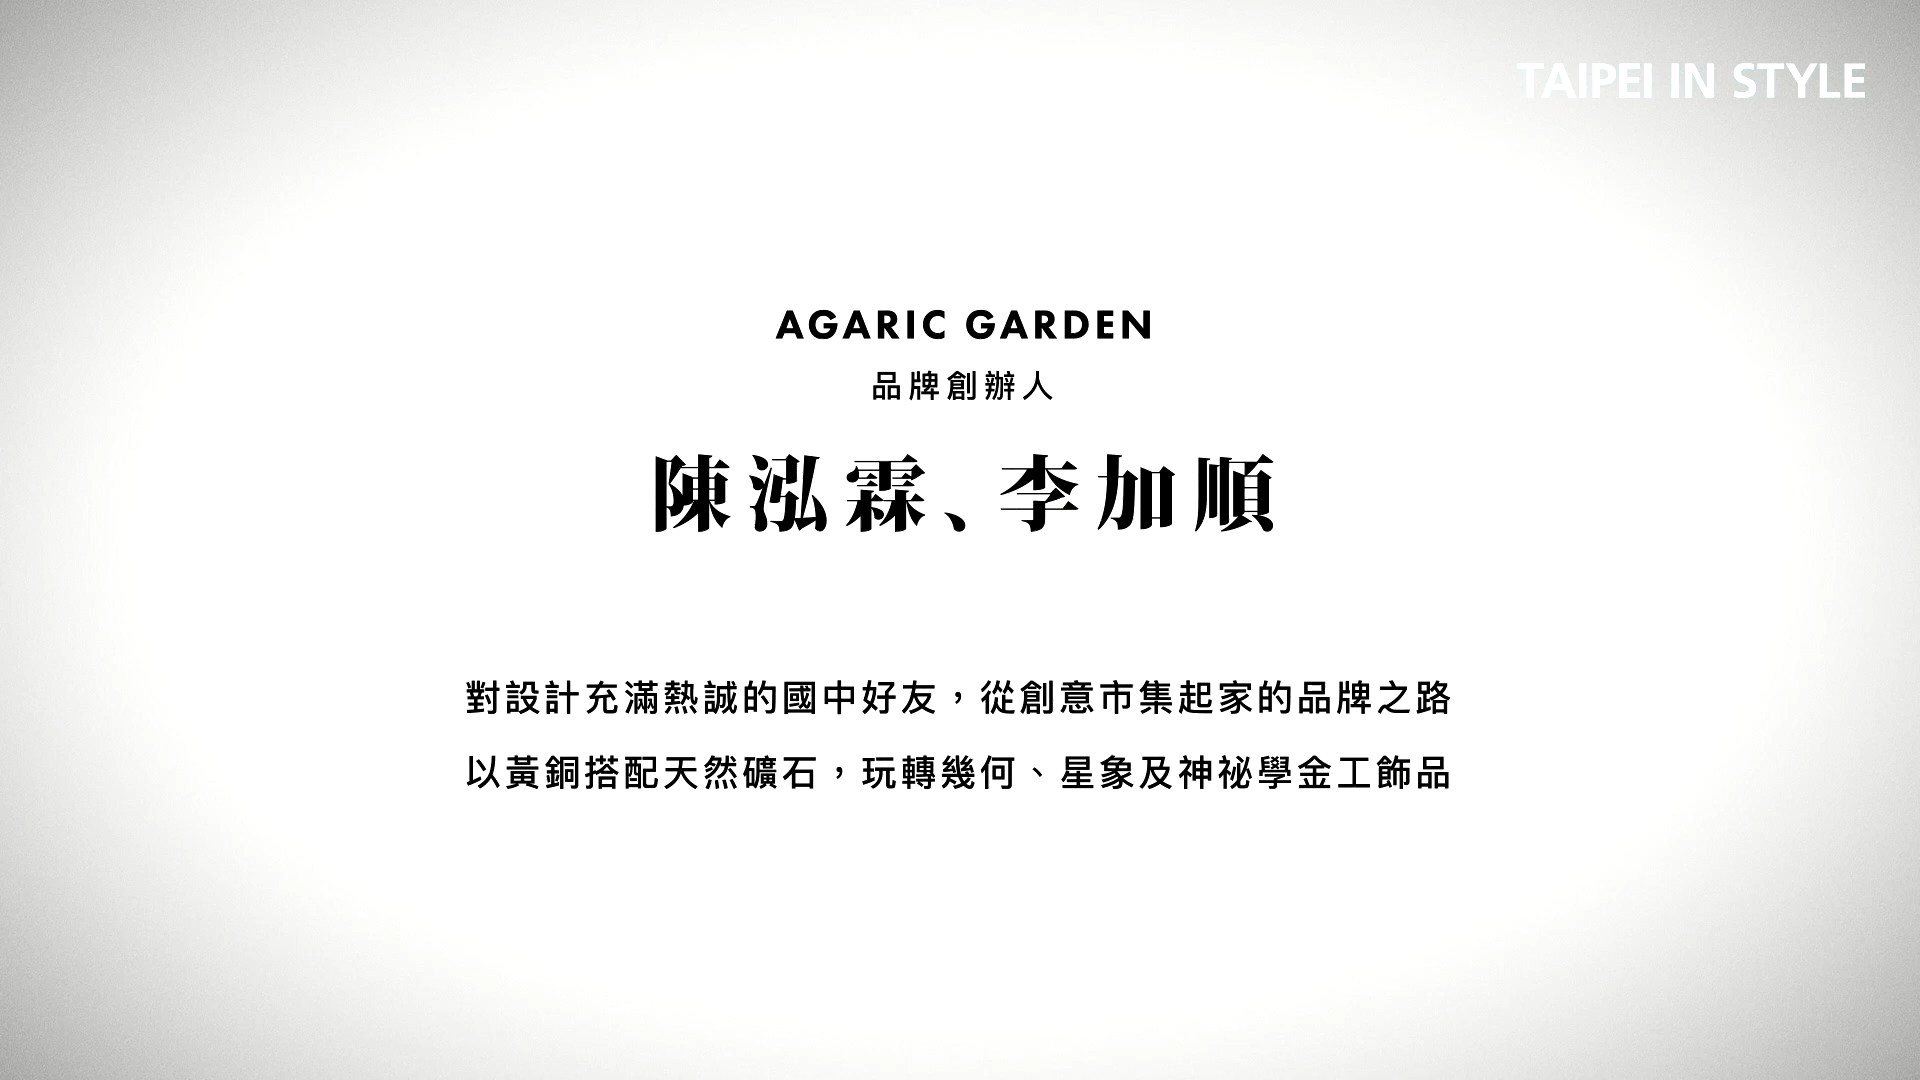 TAIPEI IN STYLE
AGARIC GARDEN
品牌創辦人
陳泓霖、李加順
對設計充滿熱誠的國中好友，從創意市集起家的品牌之路
以黃銅搭配天然礦石，玩轉幾何、星象及神祕學金工飾品